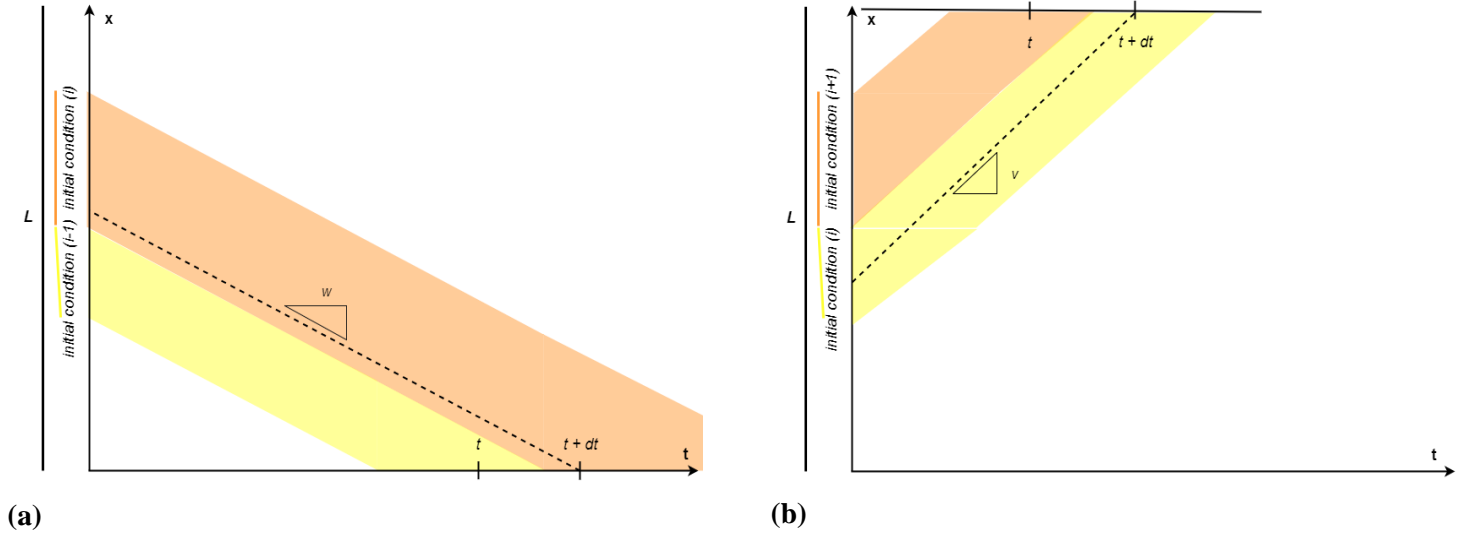 x
L
initial condition (i)
initial condition (i-1)
w
t
t + dt
t
(a)
x
t
t + dt
L
initial condition (i+1)
initial condition (i)
v
t
(b)